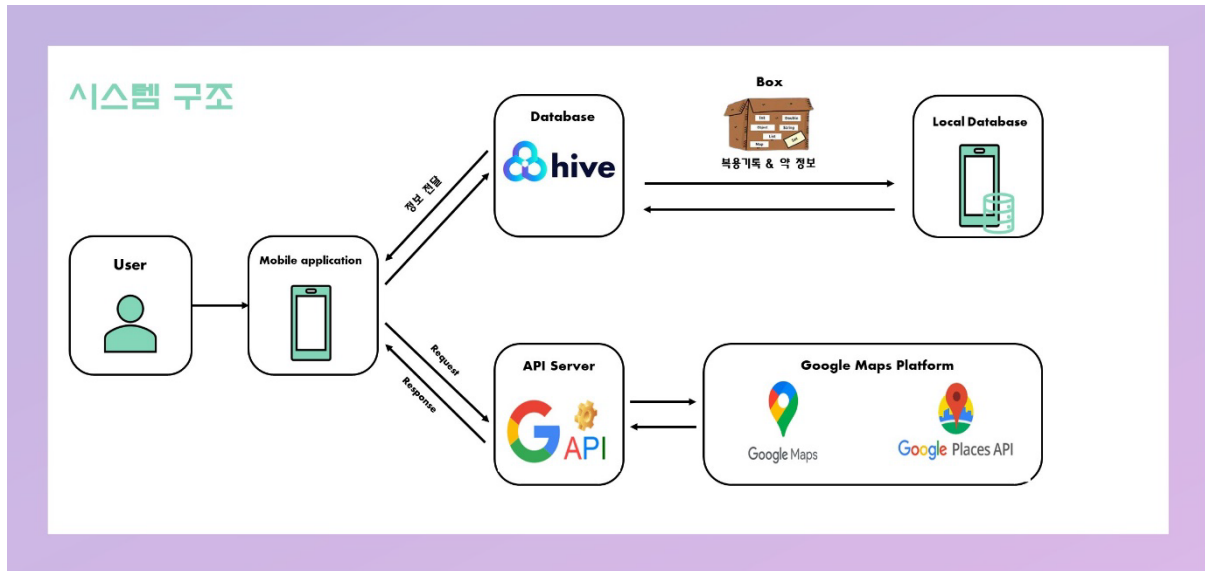 시스템 구조
User
Mobile application
정보 전달
Database
hive
Box
복용기록 & 약 정보
Local Database
Request
Response
API Server
API
Google Maps Platform
Google Maps
Google Places API